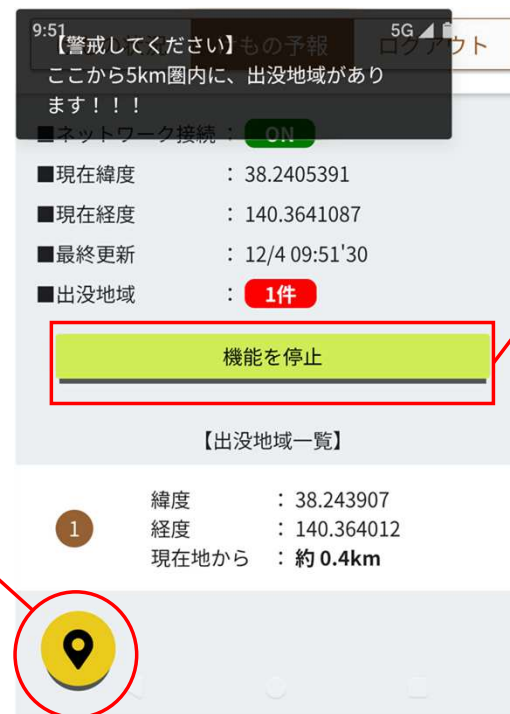 9:51
5G
【警戒してください】
もの予報
ログアウト
ここから5km圏内に、出没地域があり
ます！！！
■ネットワーク接続 ： ON
■現在緯度 ： 38.2405391
■現在経度 ： 140.3641087
■最終更新 ： 12/4 09:51'30
■出没地域 ： 1件
機能を停止
【出没地域一覧】
1
緯度 ： 38.243907
経度 ： 140.364012
現在地から ： 約 0.4km